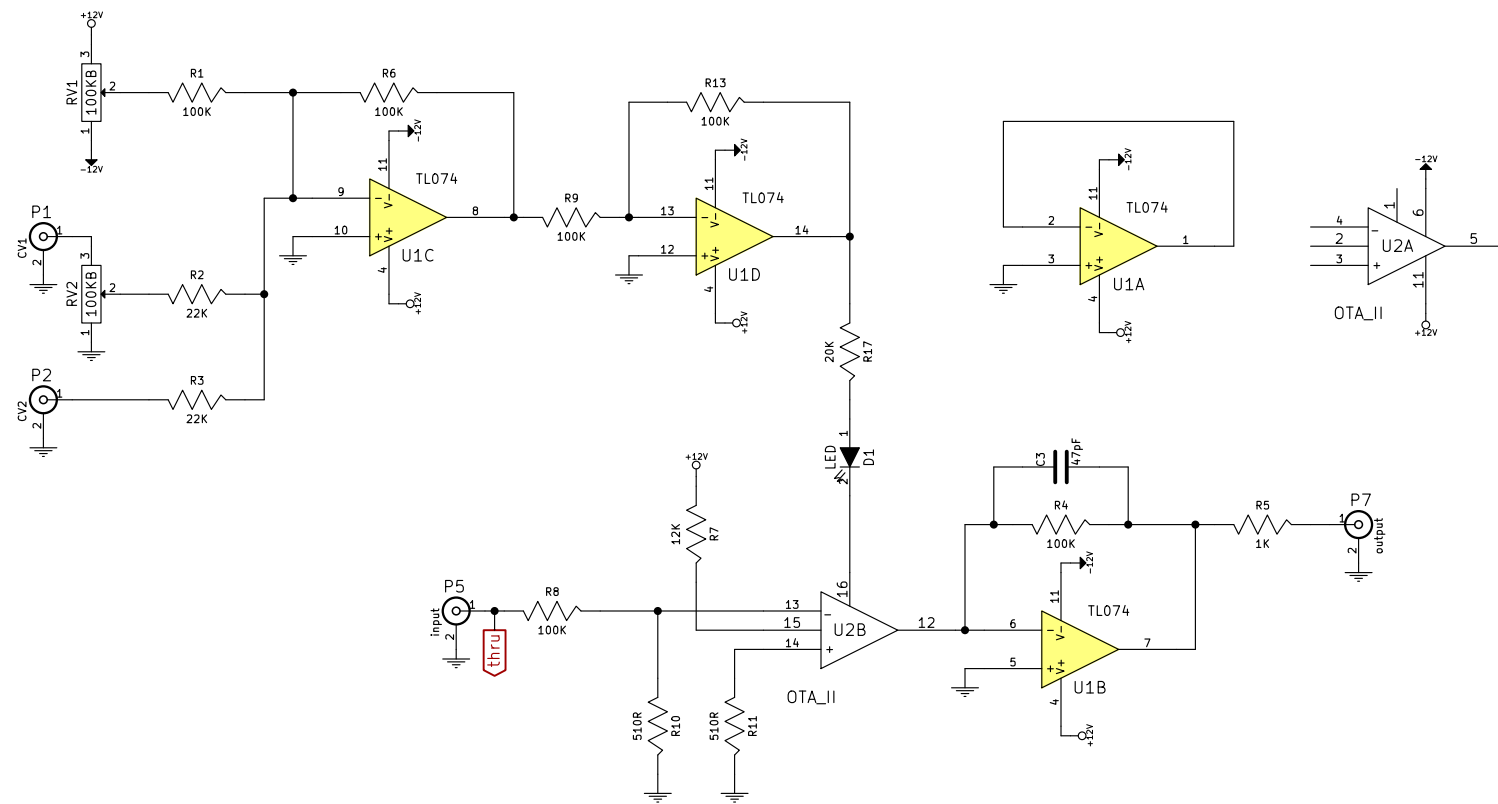 +12V
3
RV1
100KB
2
1
-12V
R1
100K
R6
100K
-12V
11
TL074
9
-
V-
8
10
+
V+
U1C
4
+12V
P1
1
CV1
2
3
RV2
100KB
2
1
R2
22K
P2
1
CV2
2
R3
22K
R9
100K
R13
100K
-12V
11
TL074
13
-
V-
14
12
+
V+
U1D
4
+12V
20K
R17
1
LED
D1
2
-12V
11
TL074
2
-
V-
1
3
+
V+
U1A
4
+12V
-12V
1
6
4
-
2
U2A
5
3
+
11
OTA_II
+12V
+12V
12K
R7
P5
1
input
2
thru
R8
100K
16
13
-
15
U2B
12
14
+
OTA_II
510R
R10
510R
R11
C3
47pF
R4
100K
-12V
11
TL074
6
-
V-
7
5
+
V+
U1B
4
+12V
R5
1K
P7
1
output
2